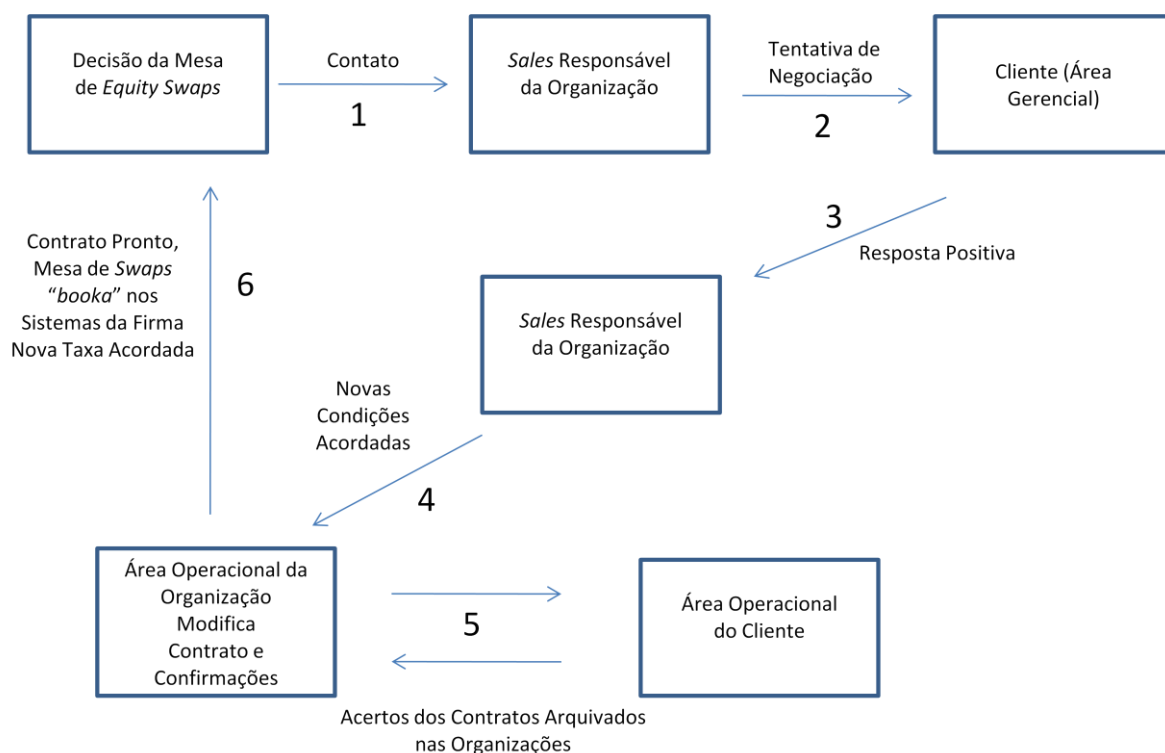 Decisão da Mesa
de Equity Swaps
Contato
1
Sales Responsável
da Organização
Tentativa de
Negociação
2
Cliente (Área
Gerencial)
3
Resposta Positiva
Sales Responsável
da Organização
Novas
Condições
Acordadas
4
Área Operacional da
Organização
Modifica
Contrato e
Confirmações
5
Acertos dos Contratos Arquivados
nas Organizações
Área Operacional
do Cliente
Contrato Pronto,
Mesa de Swaps
“booka” nos
Sistemas da Firma
Nova Taxa Acordada
6